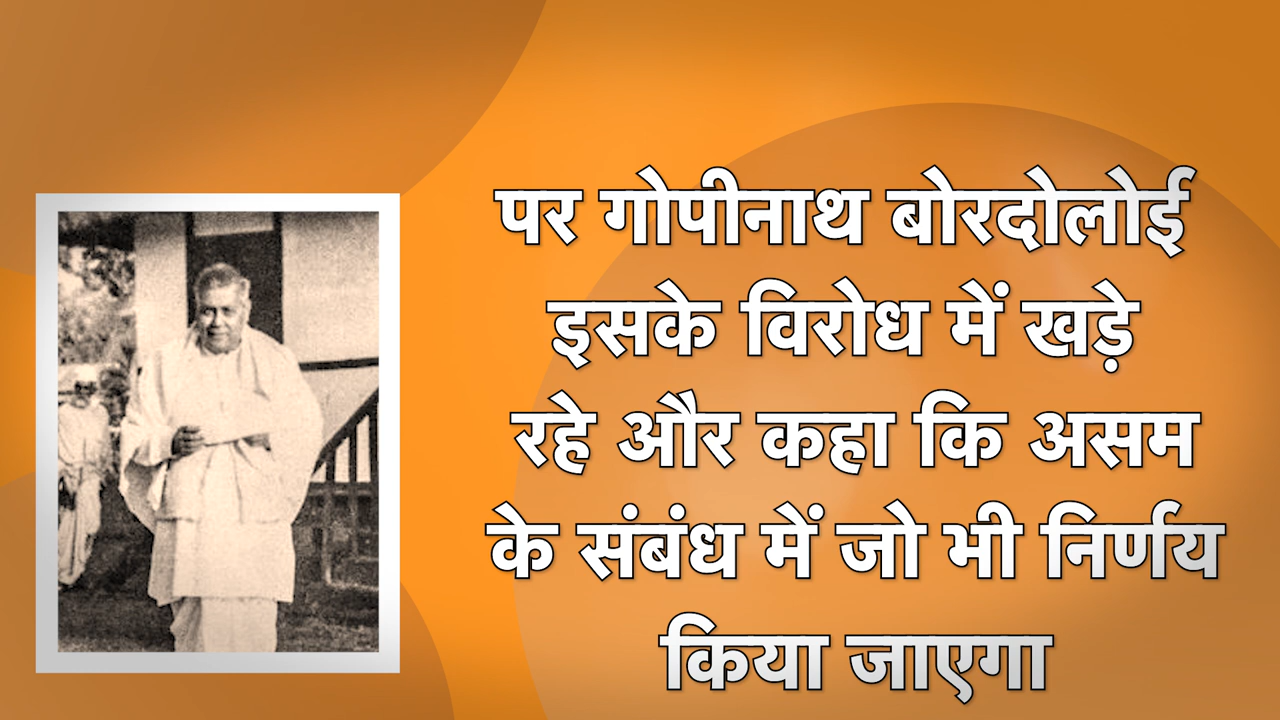 पर गोपीनाथ बोरदोलोई
इसके विरोध में खड़े
रहे और कहा कि असम
के संबंध में जो भी निर्णय
किया जाएगा